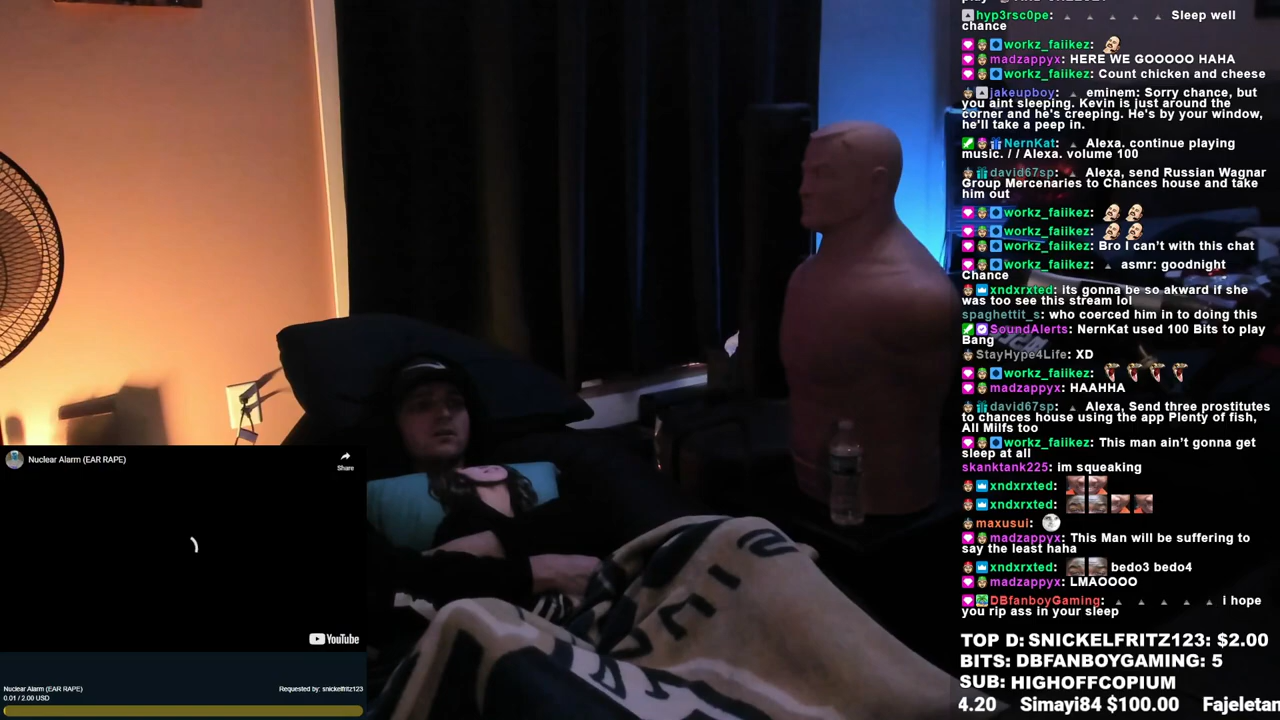 hyp3rsc0pe: Sleep well
chance
workz_faiikez:
madzappyx: HERE WE GOOOOO HAHA
workz_faiikez: Count chicken and cheese
jakeupboy: eminem: Sorry chance, but
you aint sleeping. Kevin is just around the
corner and he's creeping. He's by your window,
he'll take a peep in.
NernKat: Alexa. continue playing
music. / / Alexa. volume 100
david67sp: Alexa, send Russian Wagnar
Group Mercenaries to Chances house and take
him out
workz_faiikez:
workz_faiikez:
workz_faiikez: Bro I can't with this chat
workz_faiikez: asmr: goodnight
Chance
xndxrxted: its gonna be so akward if she
was too see this stream lol
spaghettit_s: who coerced him in to doing this
SoundAlerts: NernKat used 100 Bits to play
Bang
StayHype4Life: XD
workz_faiikez:
madzappyx: HAAHHA
david67sp: Alexa, Send three prostitutes
to chances house using the app Plenty of fish,
All Milfs too
workz_faiikez: This man ain't gonna get
sleep at all
skanktank225: im squeaking
xndxrxted:
xndxrxted:
maxusui:
madzappyx: This Man will be suffering to
say the least haha
xndxrxted: bedo3 bedo4
madzappyx: LMAOOOO
DBfanboyGaming: i hope
you rip ass in your sleep
TOP D: SNICKELFRITZ123: $2.00
BITS: DBFANBOYGAMING: 5
SUB: HIGHOFFCOPIUM
4.20 Simayi84 $100.00 Fajeletan
Nuclear Alarm (EAR RAPE)
Share
YouTube
Nuclear Alarm (EAR RAPE)
Requested by: snickelfritz123
0.01 / 2.00 USD